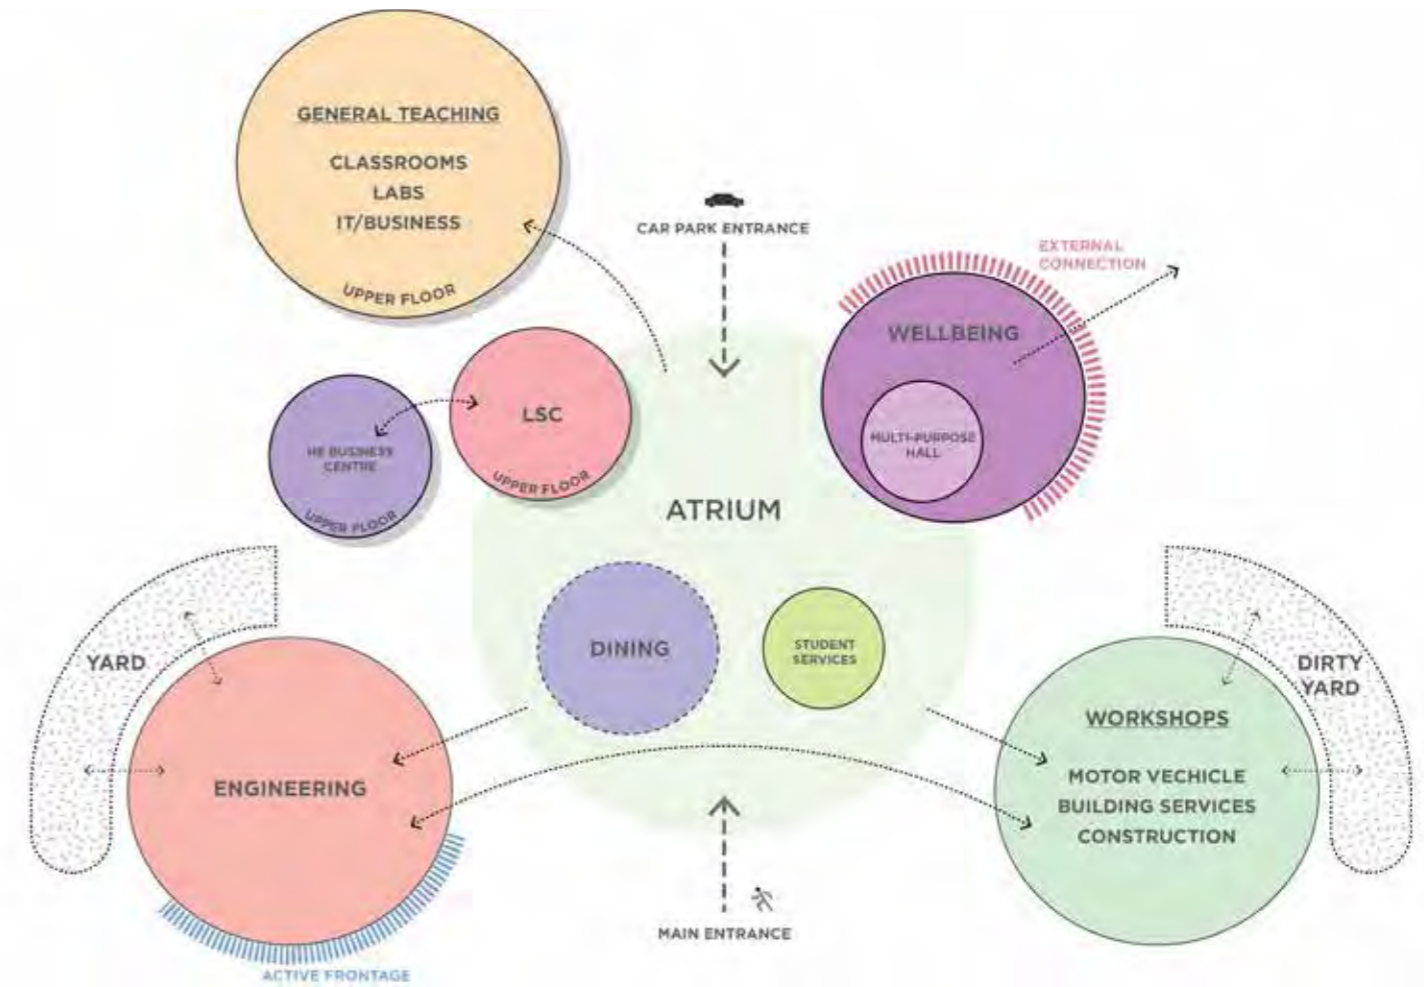 GENERAL TEACHING
CLASSROOMS
LABS
IT/BUSINESS
UPPER FLOOR
CAR PARK ENTRANCE
EXTERNAL
CONNECTION
WELLBEING
MULTI-PURPOSE
HALL
LSC
UPPER FLOOR
HE BUSINESS
CENTRE
UPPER FLOOR
ATRIUM
DINING
STUDENT
SERVICES
YARD
ENGINEERING
ACTIVE FRONTAGE
DIRTY
YARD
WORKSHOPS
MOTOR VECHICLE
BUILDING SERVICES
CONSTRUCTION
MAIN ENTRANCE